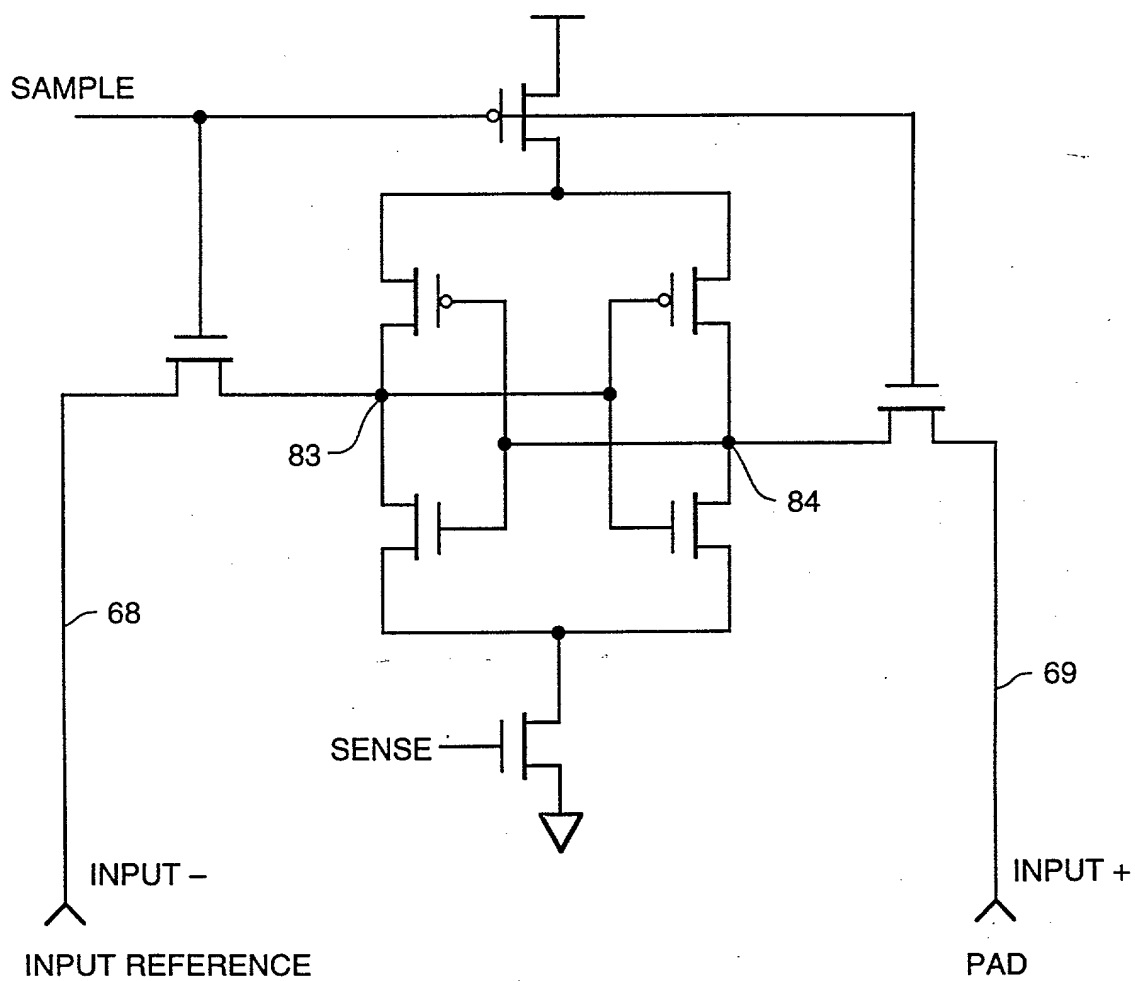 SAMPLE
83
84
68
69
SENSE
INPUT –
INPUT +
INPUT REFERENCE
PAD